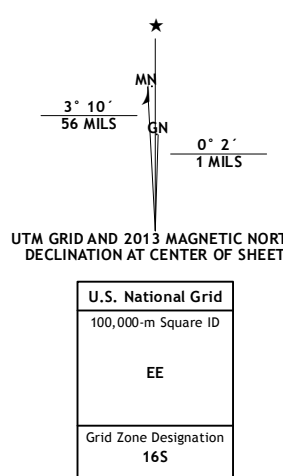 ★
MN
3° 10´
56 MILS
GN
0° 2´
1 MILS
UTM GRID AND 2013 MAGNETIC NORT
DECLINATION AT CENTER OF SHEET
U.S. National Grid
100,000-m Square ID
EE
Grid Zone Designation
16S